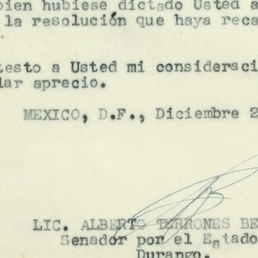 bien hubiese dictado Usted a
la resolución que haya reca
testo a Usted mi consideraci
lar aprecio.
MEXICO, D.F., Diciembre 2
LIC. ALBERTO TERRONES BE
Senador por el Estado
Durango.